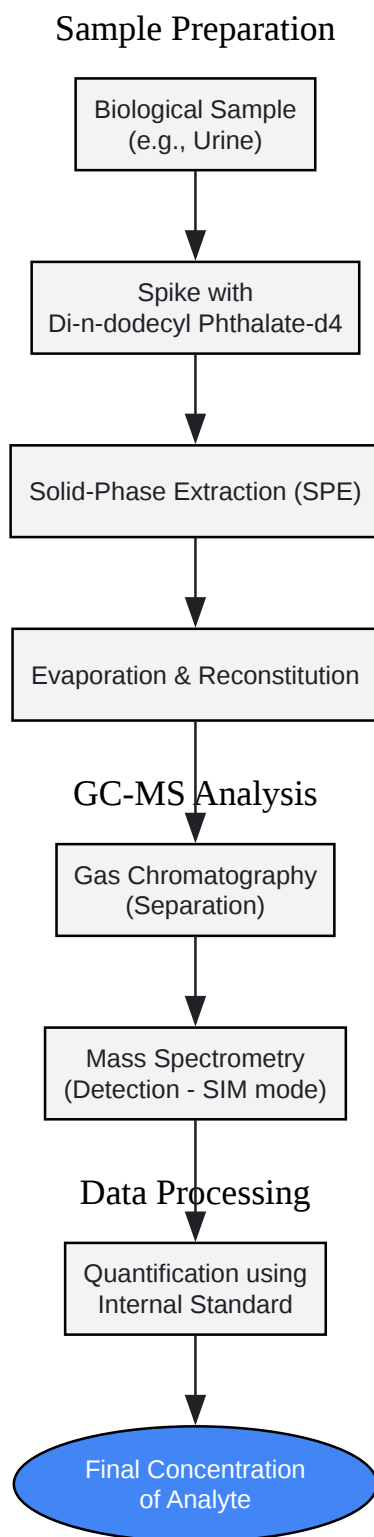 Sample Preparation
Biological Sample
(e.g., Urine)
Spike with
Di-n-dodecyl Phthalate-d4
Solid-Phase Extraction (SPE)
Evaporation & Reconstitution
GC-MS Analysis
Gas Chromatography
(Separation)
Mass Spectrometry
(Detection - SIM mode)
Data Processing
Quantification using
Internal Standard
Final Concentration
of Analyte